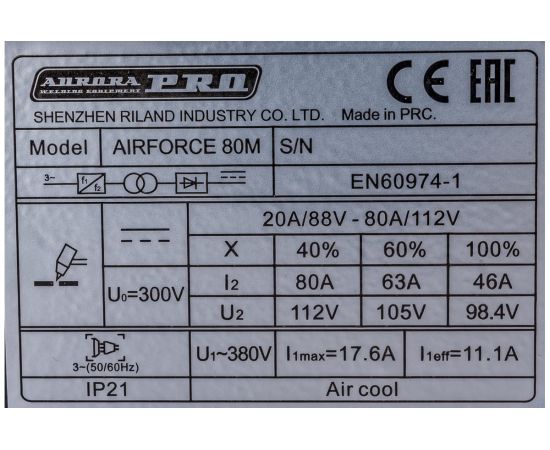 AURORA PRO
WELDING EQUIPMENT
CE EAC
SHENZHEN RILAND INDUSTRY CO. LTD. Made in PRC.
Model AIRFORCE 80M S/N
3~ f₁ f₂ EN60974-1
20A/88V - 80A/112V
X 40% 60% 100%
U₀=300V I2 80A 63A 46A
U2 112V 105V 98.4V
3~(50/60Hz) U₁~380V I₁max=17.6A I₁eff=11.1A
IP21 Air cool